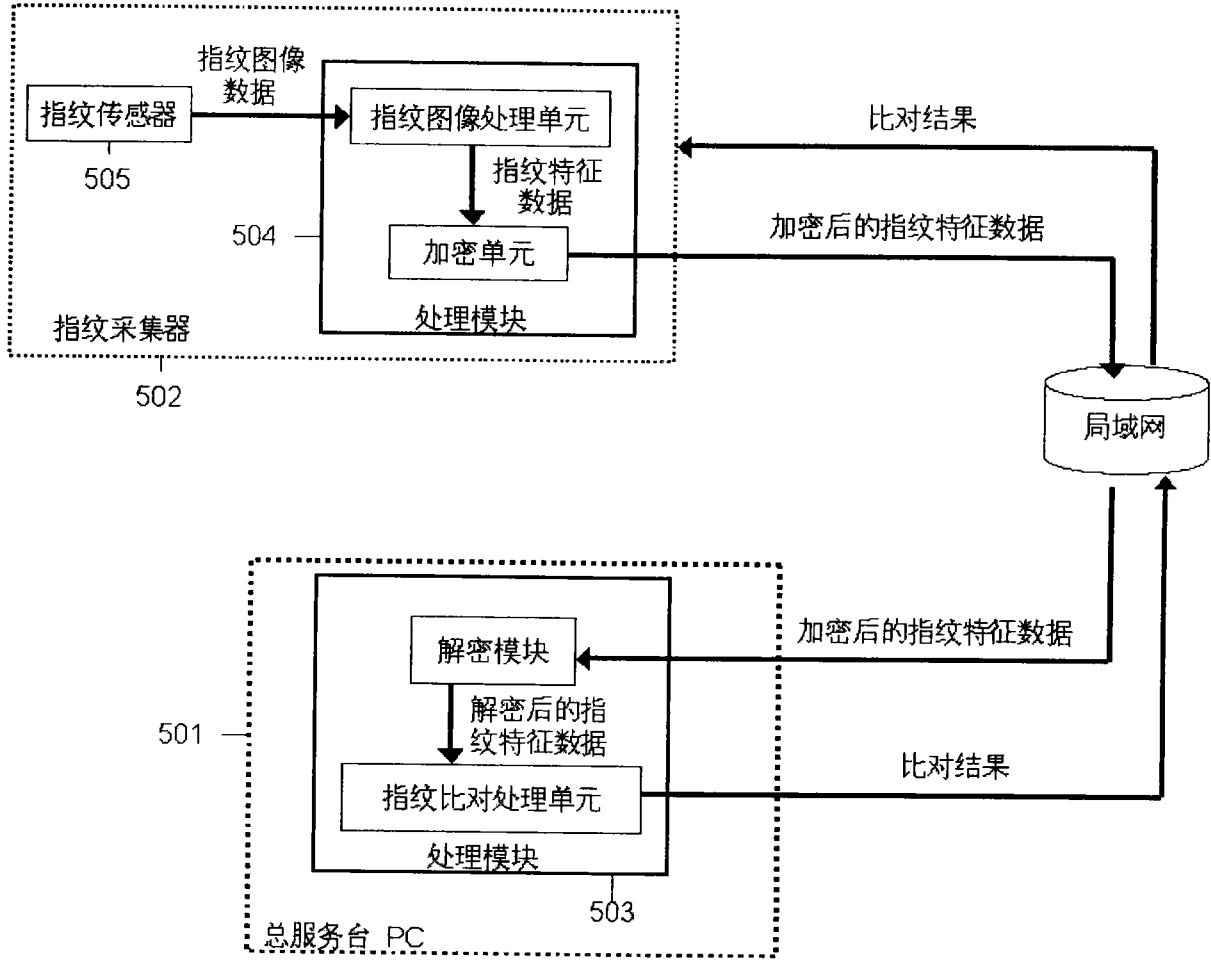 指纹图像
数据
指纹传感器
505
指纹图像处理单元
指纹特征
数据
504
加密单元
处理模块
指纹采集器
502
比对结果
加密后的指纹特征数据
局域网
解密模块
加密后的指纹特征数据
解密后的指
纹特征数据
501
指纹比对处理单元
比对结果
处理模块
503
总服务台 PC